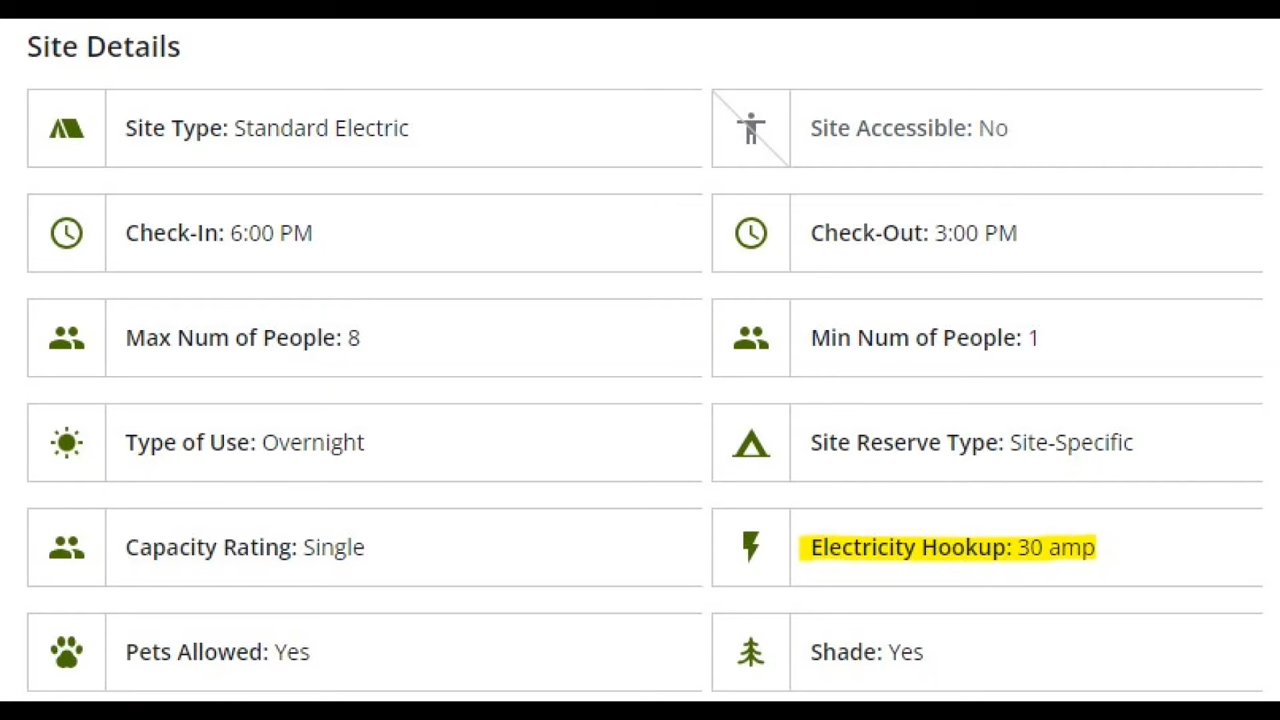 Site Details
Site Type: Standard Electric
Site Accessible: No
Check-In: 6:00 PM
Check-Out: 3:00 PM
Max Num of People: 8
Min Num of People: 1
Type of Use: Overnight
Site Reserve Type: Site-Specific
Capacity Rating: Single
Electricity Hookup: 30 amp
Pets Allowed: Yes
Shade: Yes